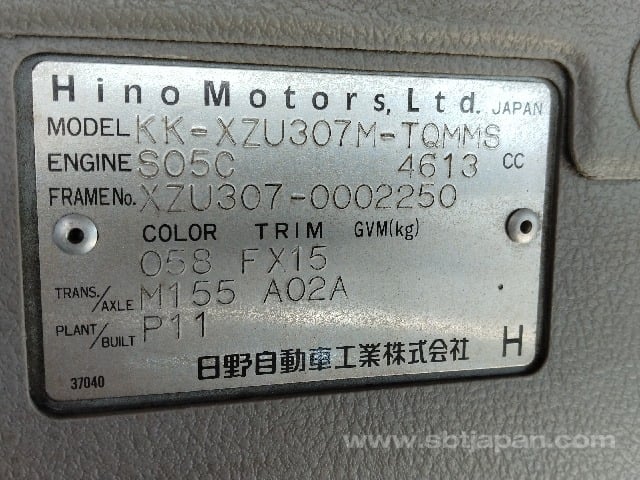 Hino Motors, Ltd. JAPAN
MODEL KK-XZU307M-TQMMS
ENGINE S05C 4613 CC
FRAME No. XZU307-0002250
COLOR TRIM GVM(kg)
058 FX15
TRANS./AXLE M155 A02A
PLANT/BUILT P11
日野自動車工業株式会社 H
37040
www.sbtjapan.com